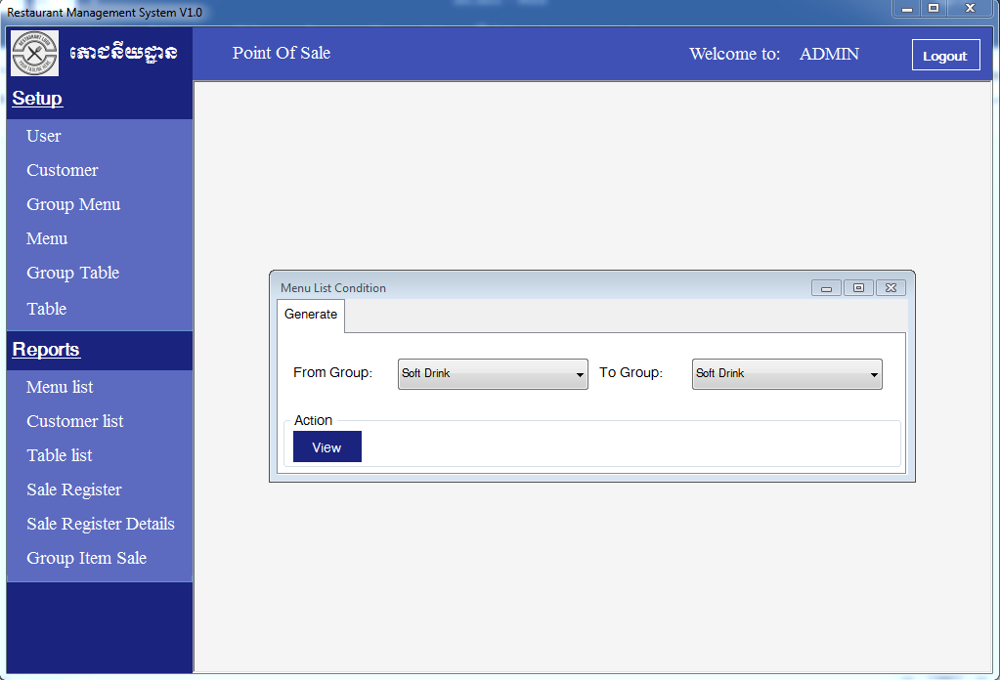 Restaurant Management System V1.0
ភោជនីយដ្ឋាន
Point Of Sale
Welcome to: ADMIN
Logout
Setup
User
Customer
Group Menu
Menu
Group Table
Table
Reports
Menu list
Customer list
Table list
Sale Register
Sale Register Details
Group Item Sale
Menu List Condition
Generate
From Group: Soft Drink To Group: Soft Drink
Action
View